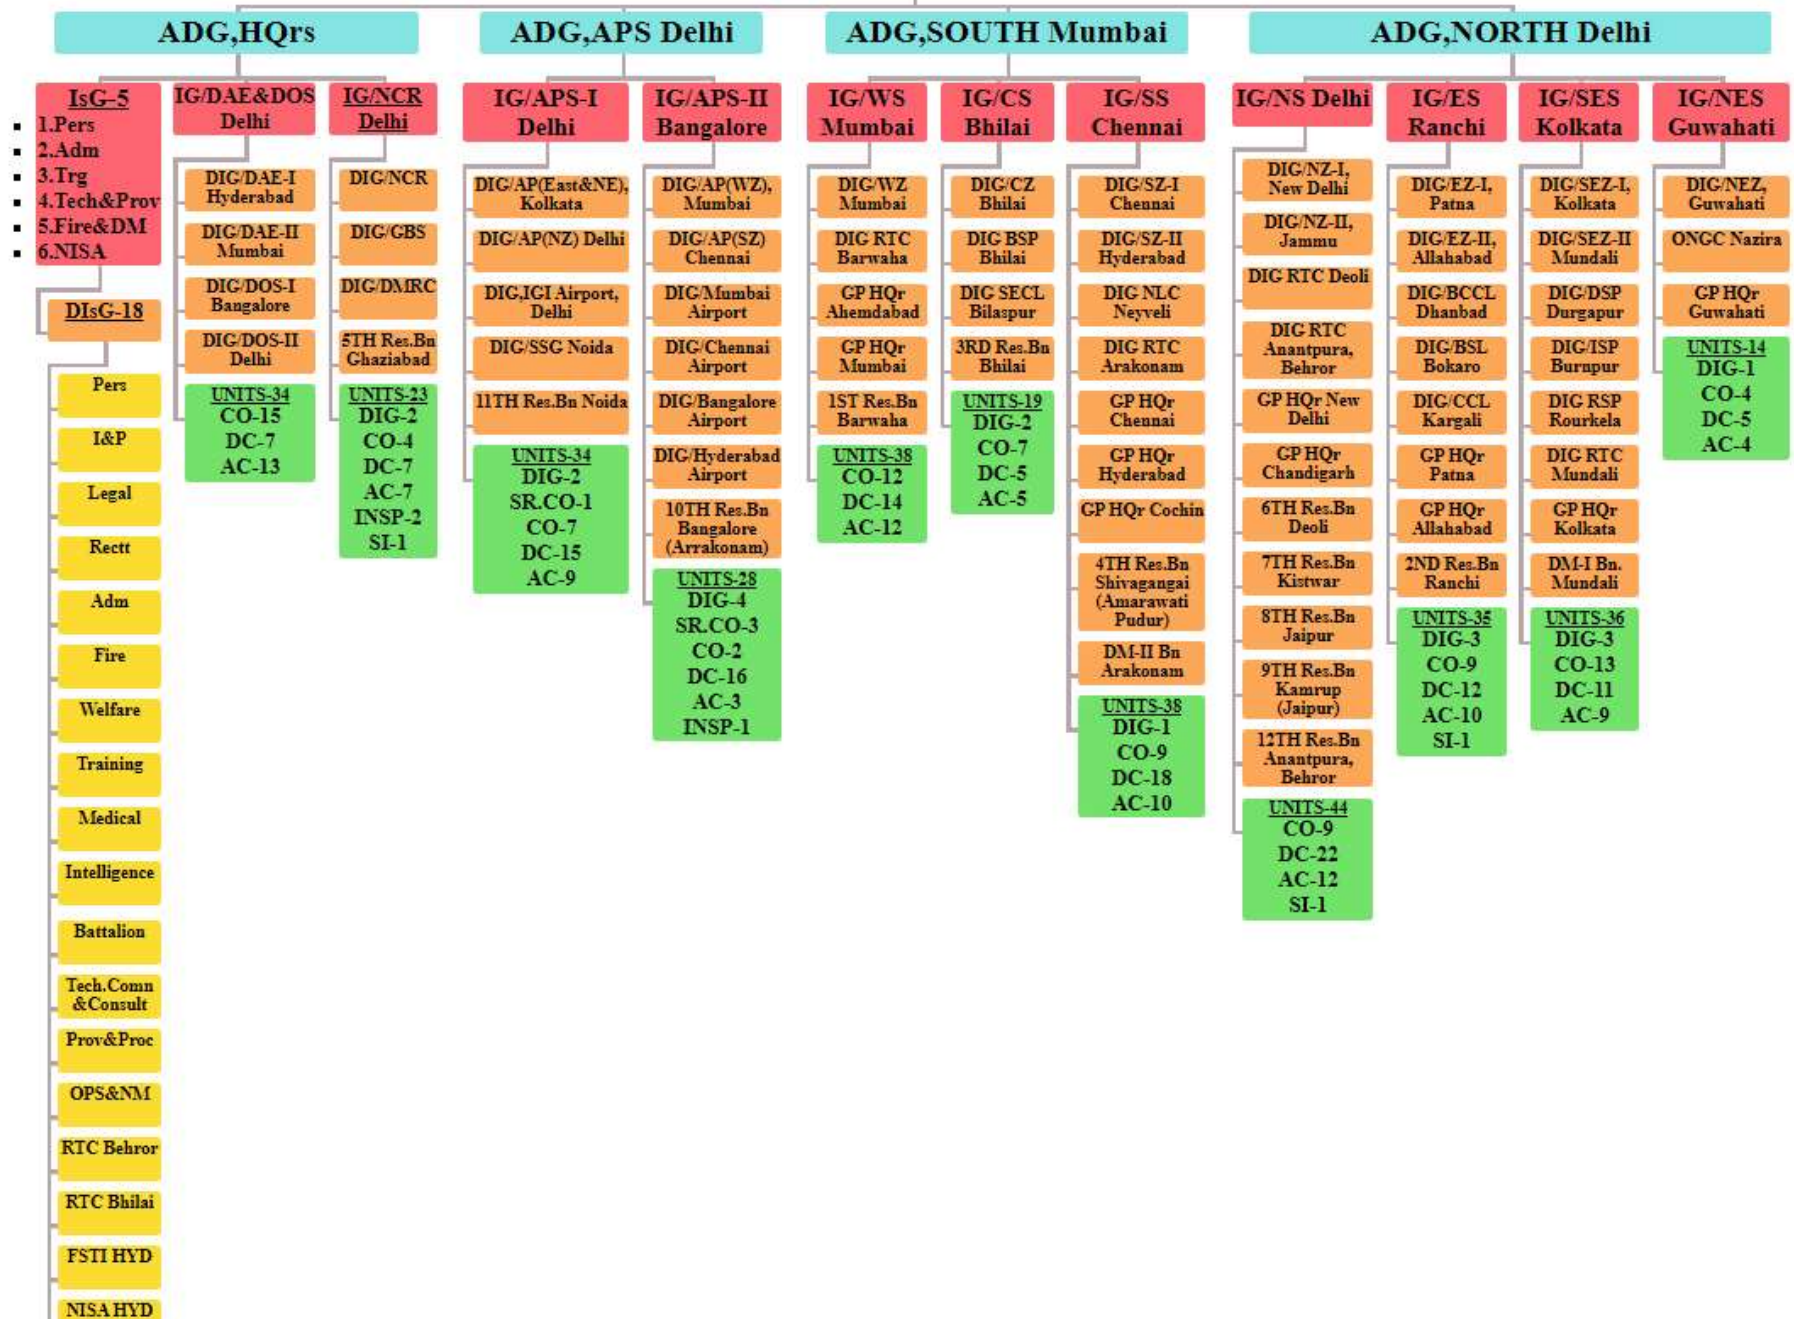 ADG,HQrs
IsG-5
1.Pers
2.Adm
3.Trg
4.Tech&Prov
5.Fire&DM
6.NISA
DIsG-18
Pers
I&P
Legal
Rectt
Adm
Fire
Welfare
Training
Medical
Intelligence
Battalion
Tech.Comn
&Consult
Prov&Proc
OPS&NM
RTC Behror
RTC Bhilai
FSTI HYD
NISA HYD
IG/DAE&DOS
Delhi
DIG/DAE-I
Hyderabad
DIG/DAE-II
Mumbai
DIG/DOS-I
Bangalore
DIG/DOS-II
Delhi
UNITS-34
CO-15
DC-7
AC-13
IG/NCR
Delhi
DIG/NCR
DIG/GBS
DIG/DMRC
5TH Res.Bn
Ghaziabad
UNITS-23
DIG-2
CO-4
DC-7
AC-7
INSP-2
SI-1
ADG,APS Delhi
IG/APS-I
Delhi
DIG/AP(East&NE),
Kolkata
DIG/AP(NZ) Delhi
DIG,IGI Airport,
Delhi
DIG/SSG Noida
11TH Res.Bn Noida
UNITS-34
DIG-2
SR.CO-1
CO-7
DC-15
AC-9
IG/APS-II
Bangalore
DIG/AP(WZ),
Mumbai
DIG/AP(SZ)
Chennai
DIG/Mumbai
Airport
DIG/Chennai
Airport
DIG/Bangalore
Airport
DIG/Hyderabad
Airport
10TH Res.Bn
Bangalore
(Arrakonam)
UNITS-28
DIG-4
SR.CO-3
CO-2
DC-16
AC-3
INSP-1
ADG,SOUTH Mumbai
IG/WS
Mumbai
DIG/WZ
Mumbai
DIG RTC
Barwaha
GP HQr
Ahemdabad
GP HQr
Mumbai
1ST Res.Bn
Barwaha
UNITS-38
CO-12
DC-14
AC-12
IG/CS
Bhilai
DIG/CZ
Bhilai
DIG BSP
Bhilai
DIG SECL
Bilaspur
3RD Res.Bn
Bhilai
UNITS-19
DIG-2
CO-7
DC-5
AC-5
IG/SS
Chennai
DIG/SZ-I
Chennai
DIG/SZ-II
Hyderabad
DIG NLC
Neyveli
DIG RTC
Arakonam
GP HQr
Chennai
GP HQr
Hyderabad
GP HQr Cochin
4TH Res.Bn
Shivagangai
(Amarawati
Pudur)
DM-II Bn
Arakonam
UNITS-38
DIG-1
CO-9
DC-18
AC-10
ADG,NORTH Delhi
IG/NS Delhi
DIG/NZ-I,
New Delhi
DIG/NZ-II,
Jammu
DIG RTC Deoli
DIG RTC
Anantpura,
Behror
GP HQr New
Delhi
GP HQr
Chandigarh
6TH Res.Bn
Deoli
7TH Res.Bn
Kistwar
8TH Res.Bn
Jaipur
9TH Res.Bn
Kamrup
(Jaipur)
12TH Res.Bn
Anantpura,
Behror
UNITS-44
CO-9
DC-22
AC-12
SI-1
IG/ES
Ranchi
DIG/EZ-I,
Patna
DIG/EZ-II,
Allahabad
DIG/BCCL
Dhanbad
DIG/BSL
Bokaro
DIG/CCL
Kargali
GP HQr
Patna
GP HQr
Allahabad
2ND Res.Bn
Ranchi
UNITS-35
DIG-3
CO-9
DC-12
AC-10
SI-1
IG/SES
Kolkata
DIG/SEZ-I,
Kolkata
DIG/SEZ-II
Mundali
DIG/DSP
Durgapur
DIG/ISP
Burnpur
DIG RSP
Rourkela
DIG RTC
Mundali
GP HQr
Kolkata
DM-I Bn.
Mundali
UNITS-36
DIG-3
CO-13
DC-11
AC-9
IG/NES
Guwahati
DIG/NEZ,
Guwahati
ONGC Nazira
GP HQr
Guwahati
UNITS-14
DIG-1
CO-4
DC-5
AC-4